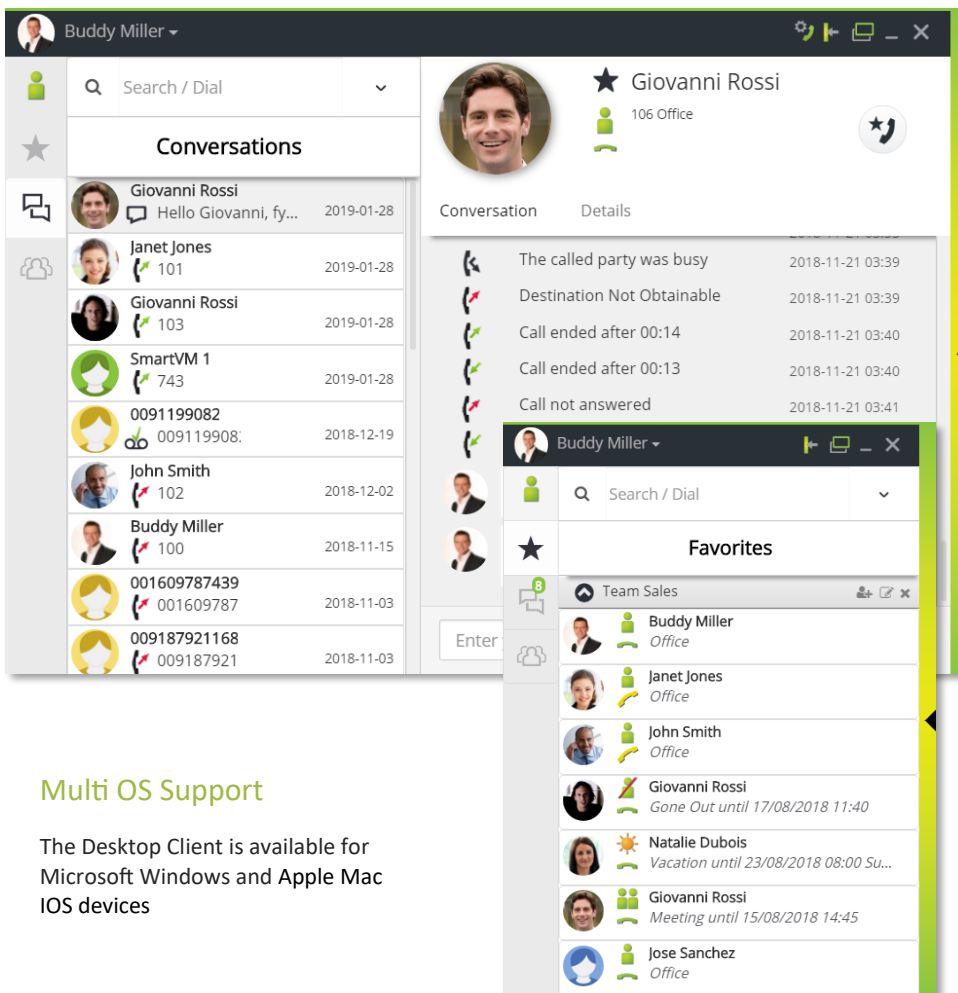 Buddy Miller
Search / Dial
Conversations
Giovanni Rossi
Hello Giovanni, fy... 2019-01-28
Janet Jones
101 2019-01-28
Giovanni Rossi
103 2019-01-28
SmartVM 1
743 2019-01-28
0091199082
009119908 2018-12-19
John Smith
102 2018-12-02
Buddy Miller
100 2018-11-15
001609787439
001609787 2018-11-03
009187921168
009187921 2018-11-03
Giovanni Rossi
106 Office
Conversation Details
The called party was busy 2018-11-21 03:39
Destination Not Obtainable 2018-11-21 03:39
Call ended after 00:14 2018-11-21 03:40
Call ended after 00:13 2018-11-21 03:40
Call not answered 2018-11-21 03:41
Enter
Buddy Miller
Search / Dial
Favorites
8
Team Sales
Buddy Miller
Office
Janet Jones
Office
John Smith
Office
Giovanni Rossi
Gone Out until 17/08/2018 11:40
Natalie Dubois
Vacation until 23/08/2018 08:00 Su...
Giovanni Rossi
Meeting until 15/08/2018 14:45
Jose Sanchez
Office
Multi OS Support
The Desktop Client is available for
Microsoft Windows and Apple Mac
IOS devices